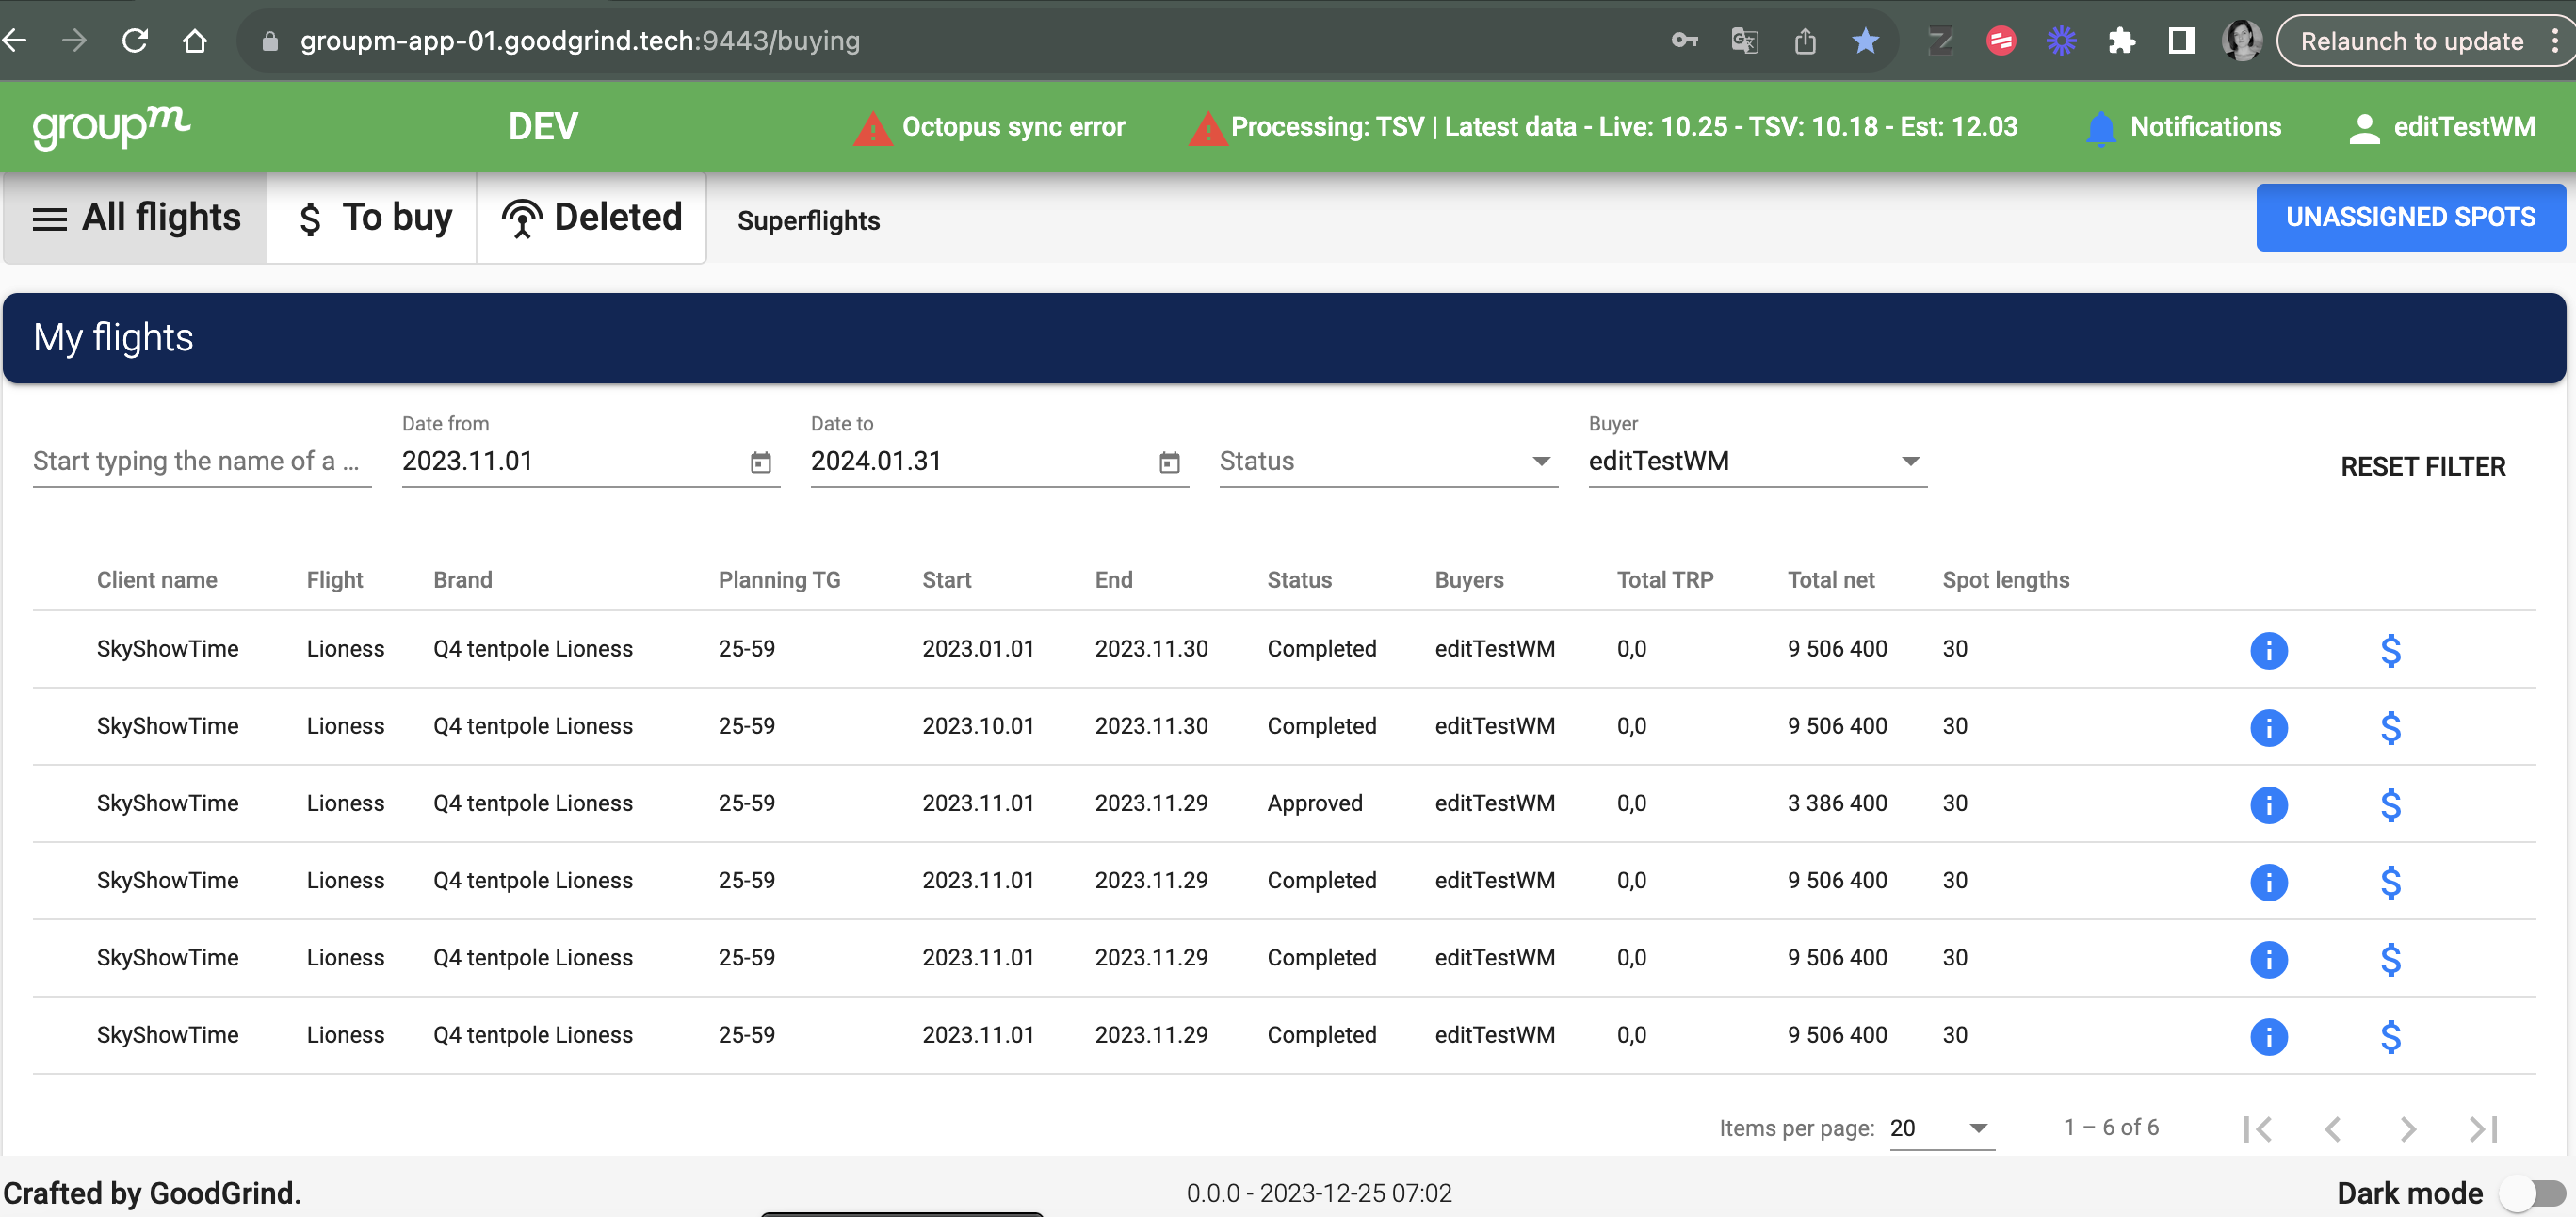 groupm-app-01.goodgrind.tech:9443/buying
Relaunch to update
groupm
DEV
Octopus sync error
Processing: TSV | Latest data - Live: 10.25 - TSV: 10.18 - Est: 12.03
Notifications
editTestWM
All flights
$ To buy
Deleted
Superflights
UNASSIGNED SPOTS
My flights
Start typing the name of a ...
Date from
2023.11.01
Date to
2024.01.31
Status
Buyer
editTestWM
RESET FILTER
Client name Flight Brand Planning TG Start End Status Buyers Total TRP Total net Spot lengths
SkyShowTime Lioness Q4 tentpole Lioness 25-59 2023.01.01 2023.11.30 Completed editTestWM 0,0 9 506 400 30 i $
SkyShowTime Lioness Q4 tentpole Lioness 25-59 2023.10.01 2023.11.30 Completed editTestWM 0,0 9 506 400 30 i $
SkyShowTime Lioness Q4 tentpole Lioness 25-59 2023.11.01 2023.11.29 Approved editTestWM 0,0 3 386 400 30 i $
SkyShowTime Lioness Q4 tentpole Lioness 25-59 2023.11.01 2023.11.29 Completed editTestWM 0,0 9 506 400 30 i $
SkyShowTime Lioness Q4 tentpole Lioness 25-59 2023.11.01 2023.11.29 Completed editTestWM 0,0 9 506 400 30 i $
SkyShowTime Lioness Q4 tentpole Lioness 25-59 2023.11.01 2023.11.29 Completed editTestWM 0,0 9 506 400 30 i $
Items per page: 20 1 – 6 of 6
Crafted by GoodGrind.
0.0.0 - 2023-12-25 07:02
Dark mode